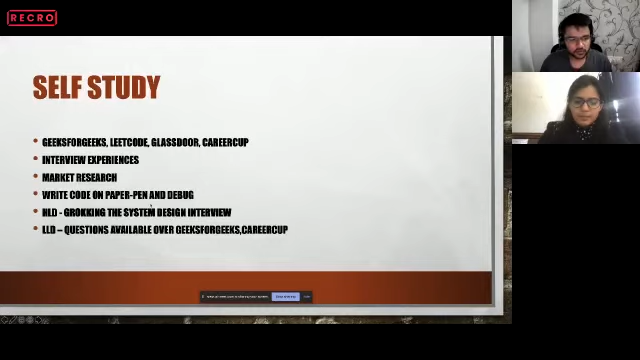 RECRO
SELF STUDY
• GEEKSFORGEEKS, LEETCODE, GLASSDOOR, CAREERCUP
• INTERVIEW EXPERIENCES
• MARKET RESEARCH
• WRITE CODE ON PAPER-PEN AND DEBUG
• HLD - GROKKING THE SYSTEM DESIGN INTERVIEW
• LLD – QUESTIONS AVAILABLE OVER GEEKSFORGEEKS,CAREERCUP